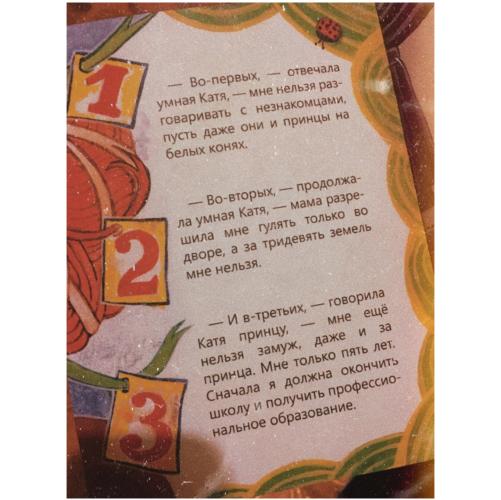 1
— Во-первых, — отвечала
умная Катя, — мне нельзя раз-
говаривать с незнакомцами,
пусть даже они и принцы на
белых конях.
2
— Во-вторых, — продолжа-
ла умная Катя, — мама разре-
шила мне гулять только во
дворе, а за тридевять земель
мне нельзя.
3
— И в-третьих, — говорила
Катя принцу, — мне ещё
нельзя замуж, даже и за
принца. Мне только пять лет.
Сначала я должна окончить
школу и получить профессио-
нальное образование.